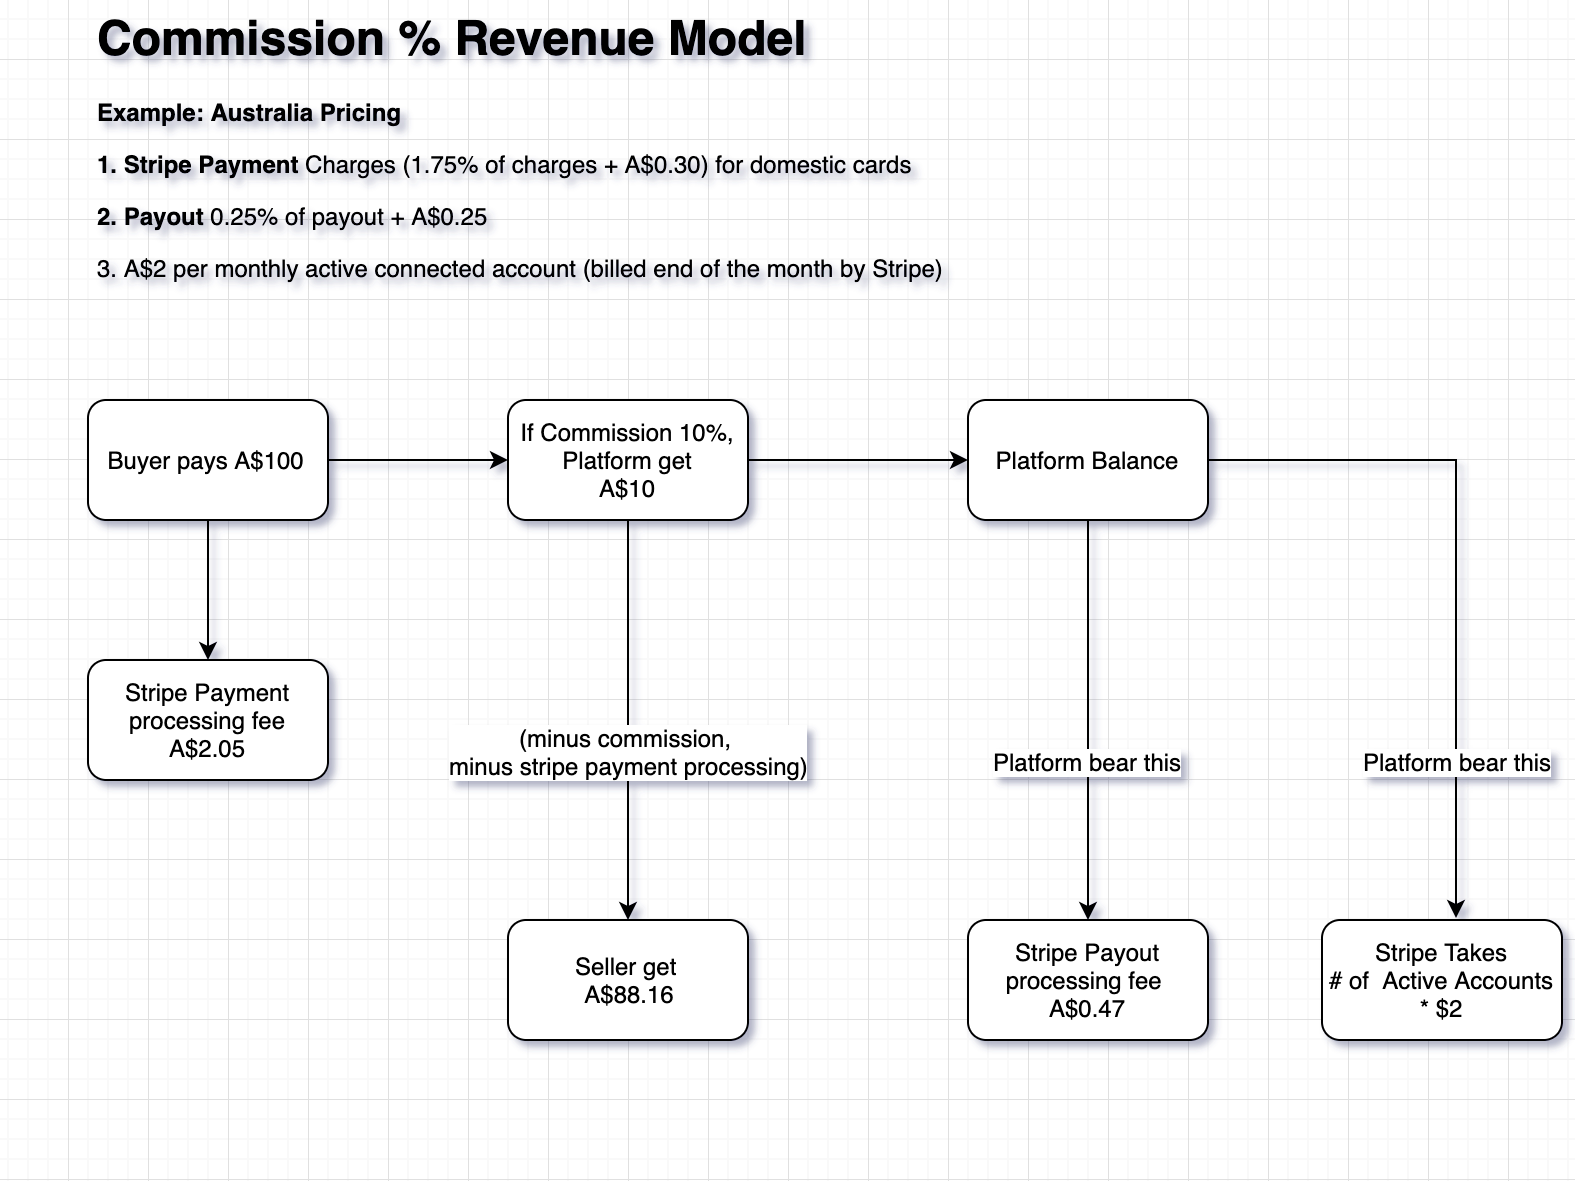 Commission % Revenue Model
Example: Australia Pricing
1. Stripe Payment Charges (1.75% of charges + A$0.30) for domestic cards
2. Payout 0.25% of payout + A$0.25
3. A$2 per monthly active connected account (billed end of the month by Stripe)
Buyer pays A$100
If Commission 10%,
Platform get
A$10
Platform Balance
Stripe Payment
processing fee
A$2.05
(minus commission,
minus stripe payment processing)
Platform bear this
Platform bear this
Seller get
A$88.16
Stripe Payout
processing fee
A$0.47
Stripe Takes
# of  Active Accounts
* $2